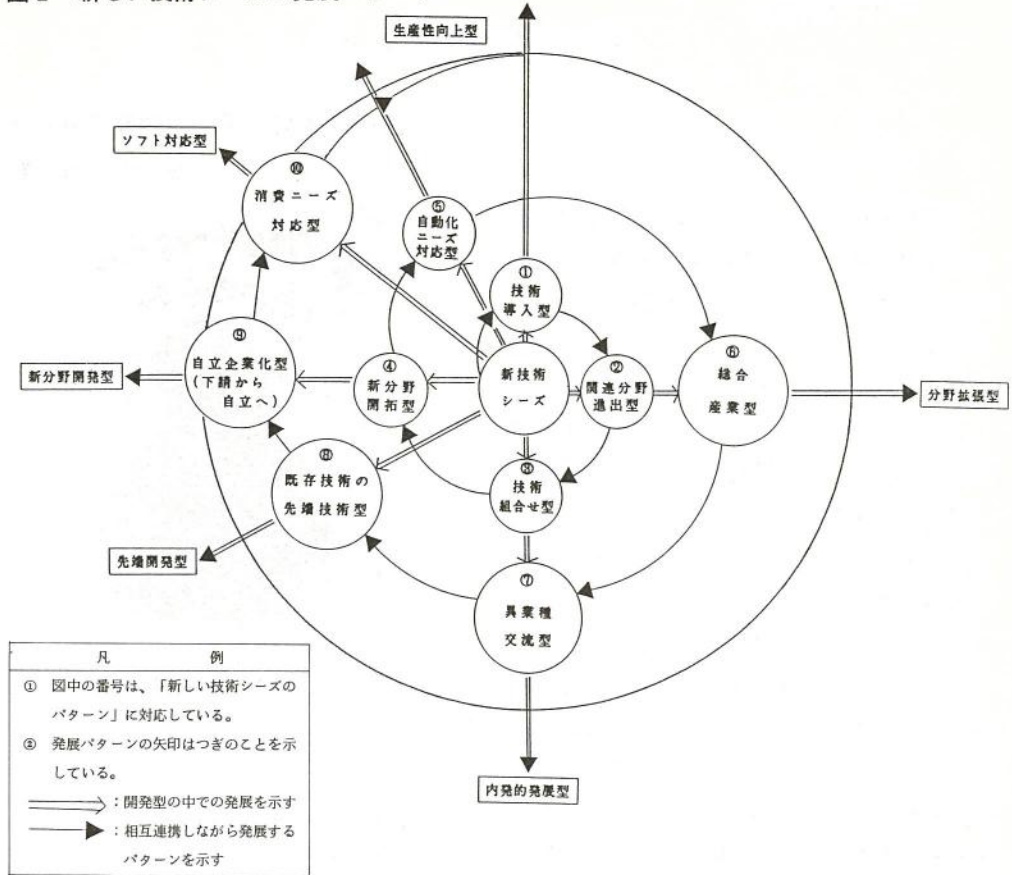 生産性向上型
ソフト対応型
⑩
消費ニーズ
対応型
⑤
自動化
ニーズ
対応型
①
技術
導入型
⑨
自立企業化型
(下請から
自立へ)
新分野開発型
④
新分野
開拓型
新技術
シーズ
②
関連分野
進出型
⑥
総合
産業型
分野拡張型
⑧
既存技術の
先端技術型
③
技術
組合せ型
先端開発型
⑦
異業種
交流型
内発的発展型
凡 例
① 図中の番号は、「新しい技術シーズの
パターン」に対応している。
② 発展パターンの矢印はつぎのことを示
している。
:開発型の中での発展を示す
:相互連携しながら発展する
パターンを示す